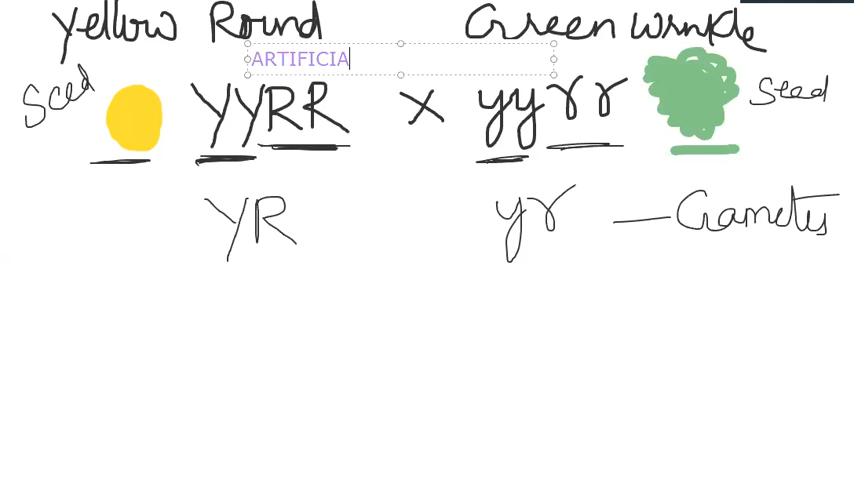 Yellow Round Green wrinkle
ARTIFICIA
Seed YYRR x yyrr Seed
YR yr — Gametes